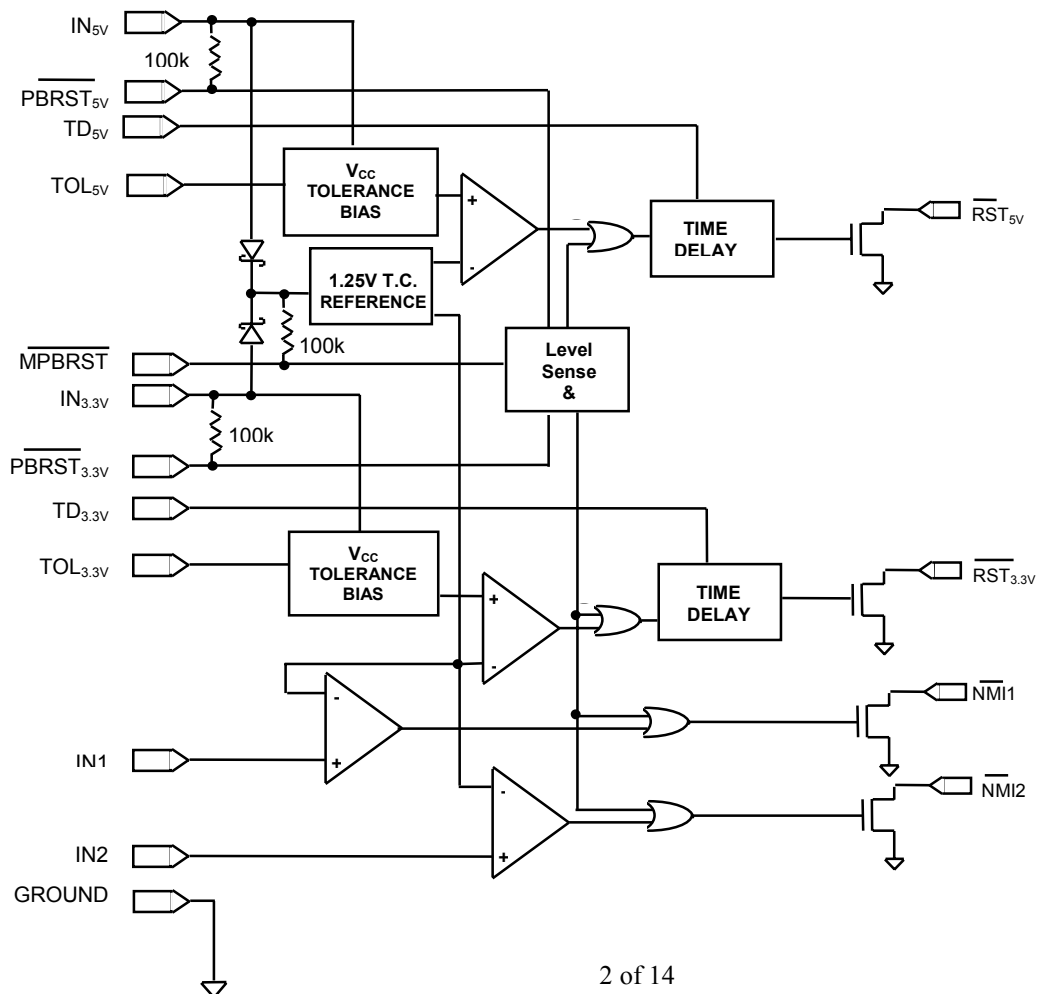 IN5V
100k
PBRST5V
TD5V
TOL5V
VCC
TOLERANCE
BIAS
+
-
TIME
DELAY
RST5V
1.25V T.C.
REFERENCE
100k
MPBRST
Level
Sense
&
IN3.3V
100k
PBRST3.3V
TD3.3V
TOL3.3V
VCC
TOLERANCE
BIAS
+
-
TIME
DELAY
RST3.3V
-
+
NMI1
IN1
-
+
NMI2
IN2
GROUND
2 of 14